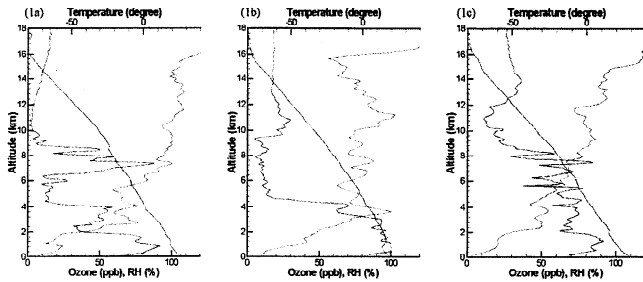 (1a) Temperature (degree)
-50 0
18
16
14
12
10
8
6
4
2
0
Altitude (km)
0 50 100
Ozone (ppb), RH (%)
(1b) Temperature (degree)
-50 0
18
16
14
12
10
8
6
4
2
0
Altitude (km)
0 50 100
Ozone (ppb), RH (%)
(1c) Temperature (degree)
-50 0
18
16
14
12
10
8
6
4
2
0
Altitude (km)
0 50 100
Ozone (ppb), RH (%)